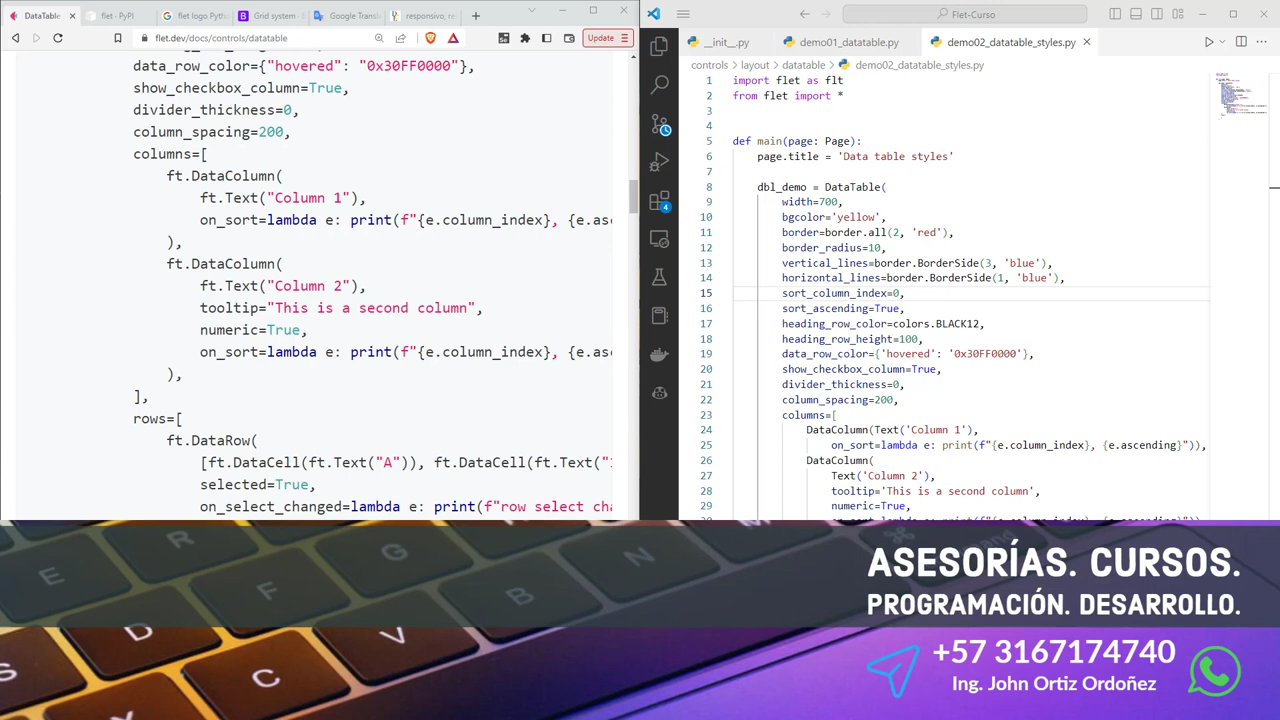 DataTable
flet - PyPI
flet logo Pyth
Grid system -
Google Trans
responsivo, re
flet.dev/docs/controls/datatable
Update
data_row_color={"hovered": "0x30FF0000"},
show_checkbox_column=True,
divider_thickness=0,
column_spacing=200,
columns=[
ft.DataColumn(
ft.Text("Column 1"),
on_sort=lambda e: print(f"{e.column_index}, {e.asc
),
ft.DataColumn(
ft.Text("Column 2"),
tooltip="This is a second column",
numeric=True,
on_sort=lambda e: print(f"{e.column_index}, {e.asc
),
],
rows=[
ft.DataRow(
[ft.DataCell(ft.Text("A")), ft.DataCell(ft.Text("
selected=True,
on_select_changed=lambda e: print(f"row select cha
Flet-Curso
__init__.py
demo01_datatable.py
demo02_datatable_styles.py
controls > layout > datatable > demo02_datatable_styles.py
4
1 import flet as flt
2 from flet import *
3
4
5 def main(page: Page):
6 page.title = 'Data table styles'
7
8 dbl_demo = DataTable(
9 width=700,
10 bgcolor='yellow',
11 border=border.all(2, 'red'),
12 border_radius=10,
13 vertical_lines=border.BorderSide(3, 'blue'),
14 horizontal_lines=border.BorderSide(1, 'blue'),
15 sort_column_index=0,
16 sort_ascending=True,
17 heading_row_color=colors.BLACK12,
18 heading_row_height=100,
19 data_row_color={'hovered': '0x30FF0000'},
20 show_checkbox_column=True,
21 divider_thickness=0,
22 column_spacing=200,
23 columns=[
24 DataColumn(Text('Column 1'),
25 on_sort=lambda e: print(f"{e.column_index}, {e.ascending}")),
26 DataColumn(
27 Text('Column 2'),
28 tooltip='This is a second column',
29 numeric=True,
ASESORÍAS. CURSOS.
PROGRAMACIÓN. DESARROLLO.
+57 3167174740
Ing. John Ortiz Ordoñez